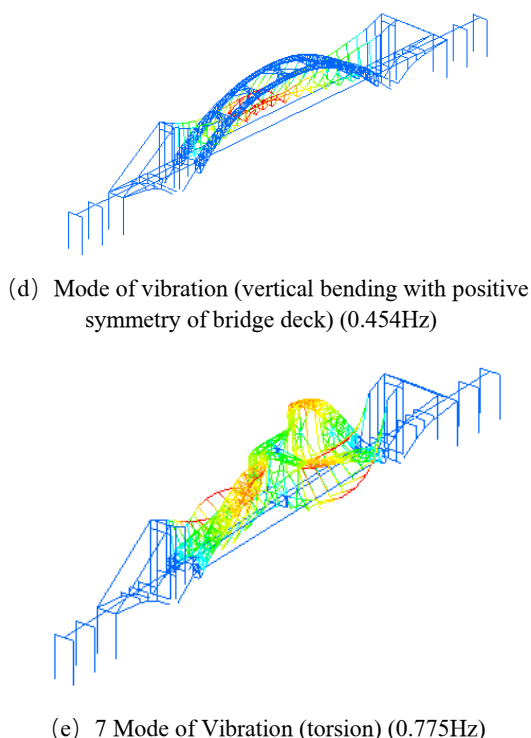 (d) Mode of vibration (vertical bending with positive
symmetry of bridge deck) (0.454Hz)
(e) 7 Mode of Vibration (torsion) (0.775Hz)